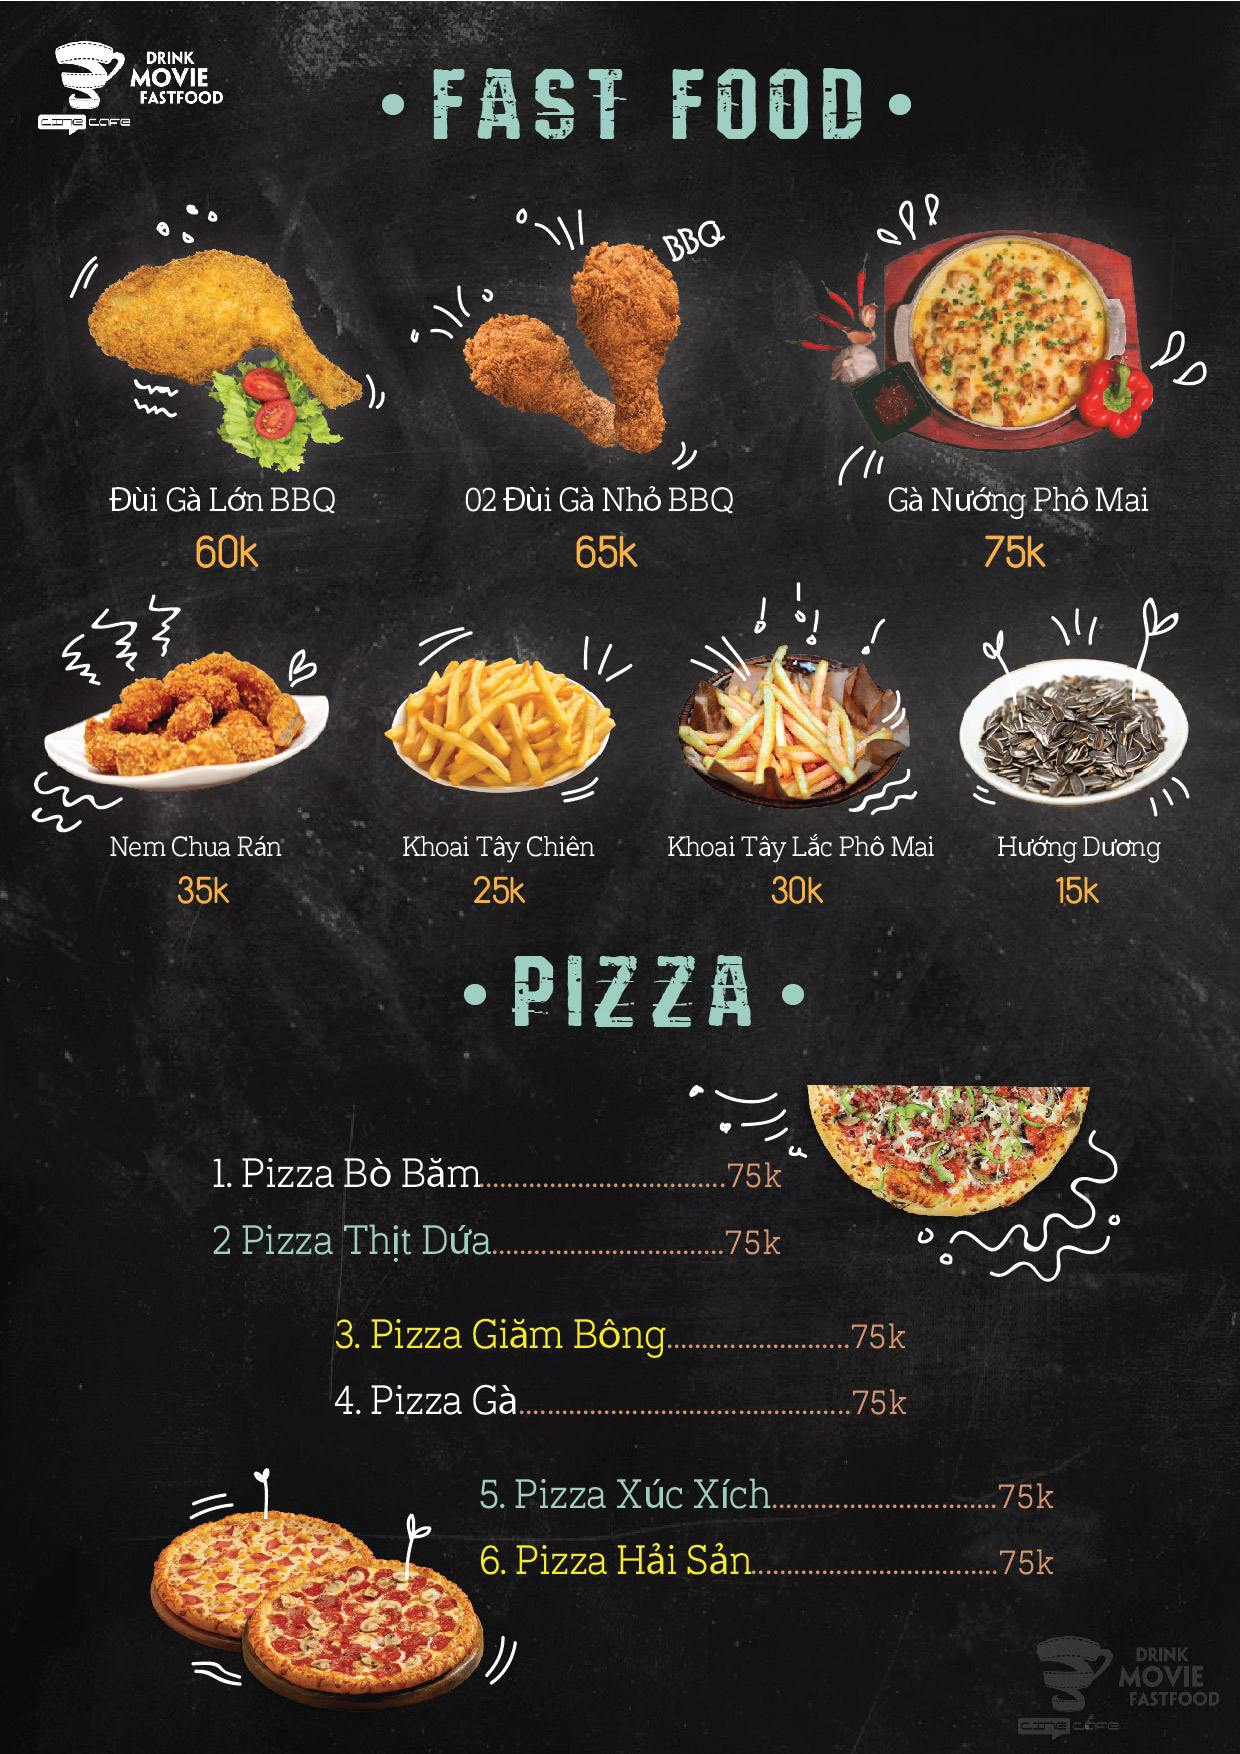 DRINK
MOVIE
FASTFOOD
cine cafe
• FAST FOOD •
BBQ
Đùi Gà Lớn BBQ
60k
02 Đùi Gà Nhỏ BBQ
65k
Gà Nướng Phô Mai
75k
Nem Chua Rán
35k
Khoai Tây Chiên
25k
Khoai Tây Lắc Phô Mai
30k
Hướng Dương
15k
• PIZZA •
1. Pizza Bò Băm...................................75k
2 Pizza Thịt Dứa.................................75k
3. Pizza Giăm Bông..........................75k
4. Pizza Gà...............................................75k
5. Pizza Xúc Xích................................75k
6. Pizza Hải Sản...................................75k
DRINK
MOVIE
FASTFOOD
cine cafe